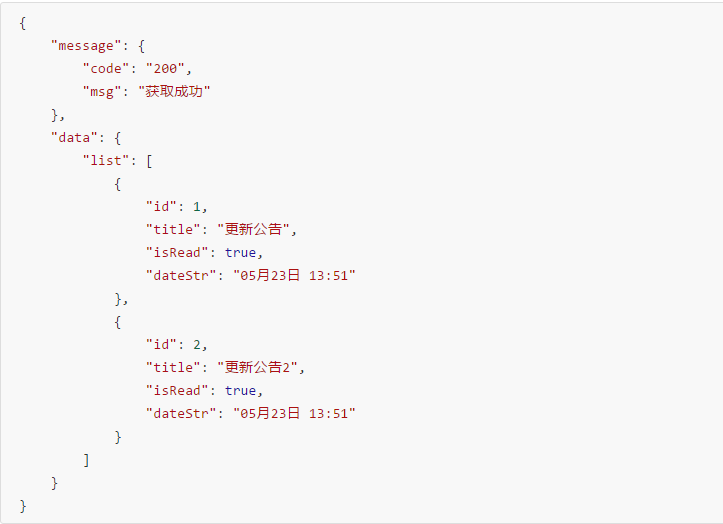 {
    "message": {
        "code": "200",
        "msg": "获取成功"
    },
    "data": {
        "list": [
            {
                "id": 1,
                "title": "更新公告",
                "isRead": true,
                "dateStr": "05月23日 13:51"
            },
            {
                "id": 2,
                "title": "更新公告2",
                "isRead": true,
                "dateStr": "05月23日 13:51"
            }
        ]
    }
}